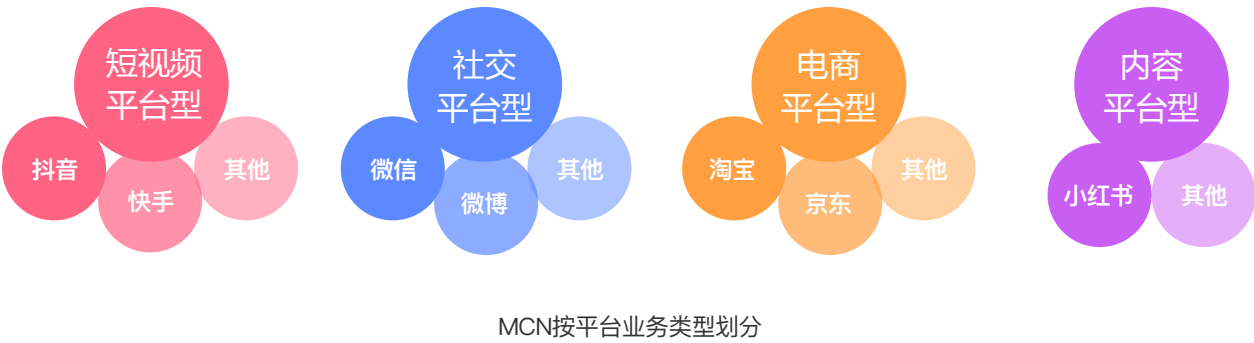 短视频
平台型
抖音
快手
其他
社交
平台型
微信
微博
其他
电商
平台型
淘宝
京东
其他
内容
平台型
小红书
其他
MCN按平台业务类型划分